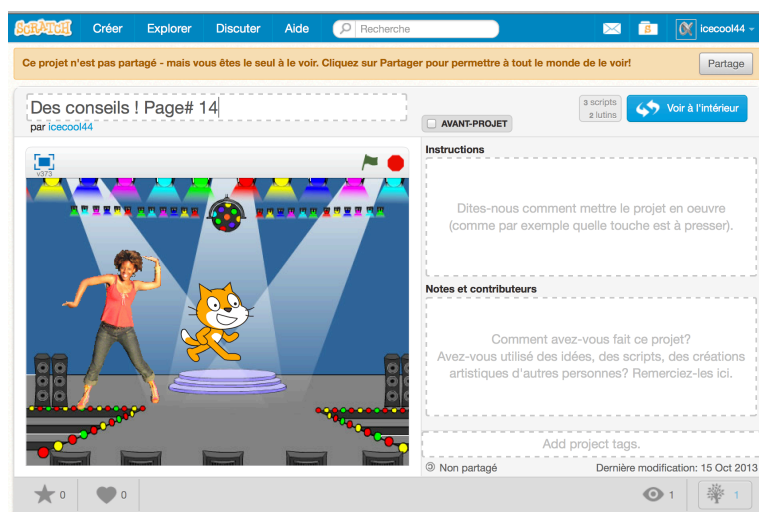 SCRATCH Créer Explorer Discuter Aide Recherche 8 icecool44
Ce projet n'est pas partagé - mais vous êtes le seul à le voir. Cliquez sur Partager pour permettre à tout le monde de le voir! Partage
Des conseils ! Page# 14
par icecool44
AVANT-PROJET
3 scripts
2 lutins
Voir à l'intérieur
v373
Instructions
Dites-nous comment mettre le projet en oeuvre
(comme par exemple quelle touche est à presser).
Notes et contributeurs
Comment avez-vous fait ce projet?
Avez-vous utilisé des idées, des scripts, des créations
artistiques d'autres personnes? Remerciez-les ici.
Add project tags.
Non partagé Dernière modification: 15 Oct 2013
0 0 1 1